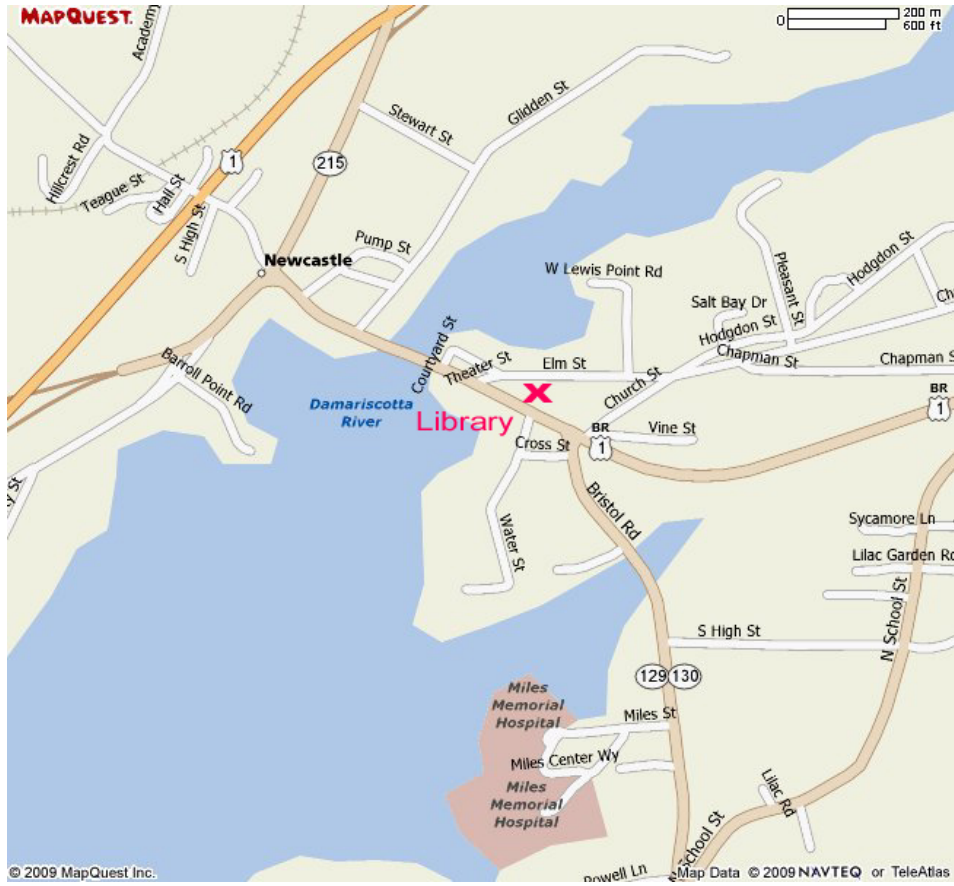 MAPQUEST.
0
200 m
600 ft
Academy
Glidden St
Stewart St
1
215
Hillcrest Rd
Teague St
Hall St
S High St
Pump St
Newcastle
W Lewis Point Rd
Pleasant St
Hodgdon St
Salt Bay Dr
Hodgdon St
Ch
Courtyard St
Theater St
Elm St
Church St
Chapman St
Chapman S
Barroll Point Rd
Damariscotta
River
X
Library
BR
1
BR
1
Vine St
Cross St
ty St
Bristol Rd
Water St
Sycamore Ln
Lilac Garden Rd
N School St
S High St
129
130
Miles
Memorial
Hospital
Miles St
Miles Center Wy
Miles
Memorial
Hospital
Lilac Rd
N School St
Powell Ln
© 2009 MapQuest Inc.
Map Data © 2009 NAVTEQ or TeleAtlas